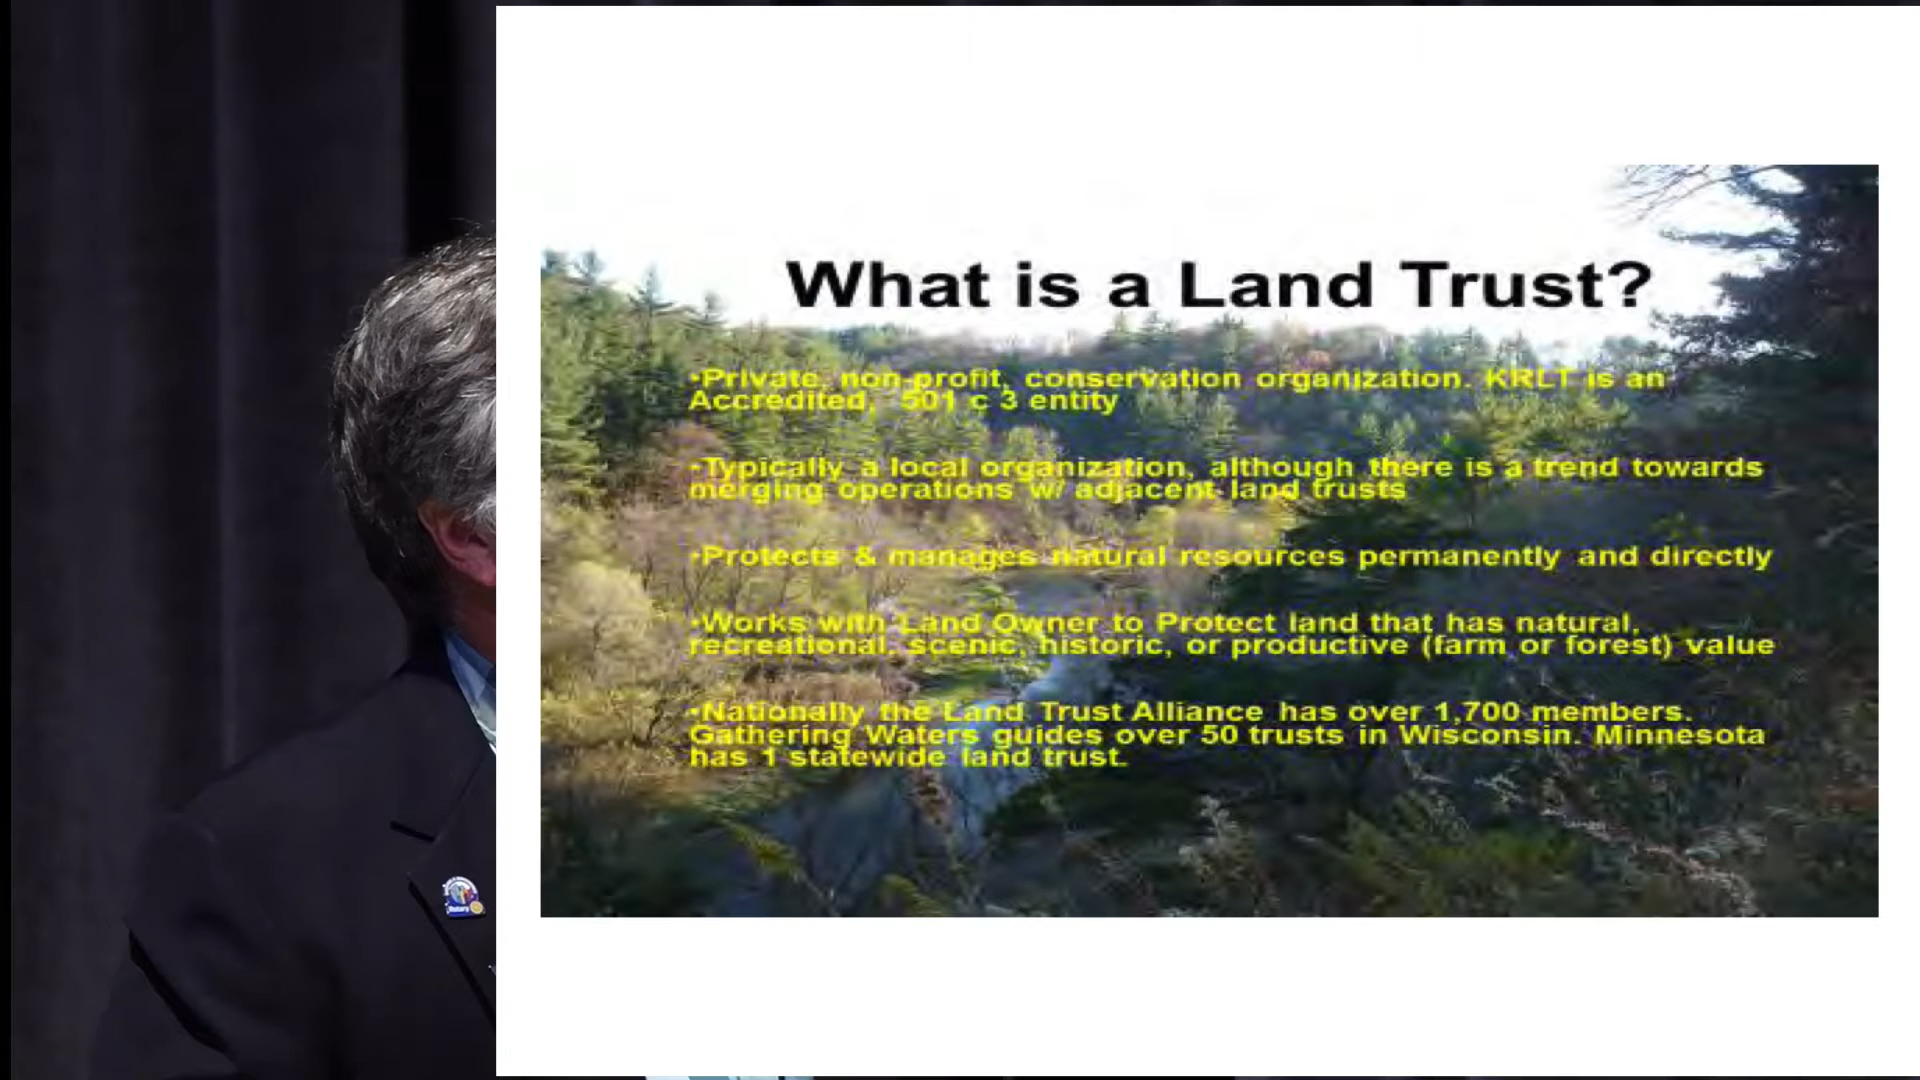 What is a Land Trust?
•Private, non-profit, conservation organization. KRLT is an
Accredited, 501 c 3 entity
•Typically a local organization, although there is a trend towards
merging operations w/ adjacent land trusts
•Protects & manages natural resources permanently and directly
•Works with Land Owner to Protect land that has natural,
recreational, scenic, historic, or productive (farm or forest) value
•Nationally the Land Trust Alliance has over 1,700 members.
Gathering Waters guides over 50 trusts in Wisconsin. Minnesota
has 1 statewide land trust.
Rotary